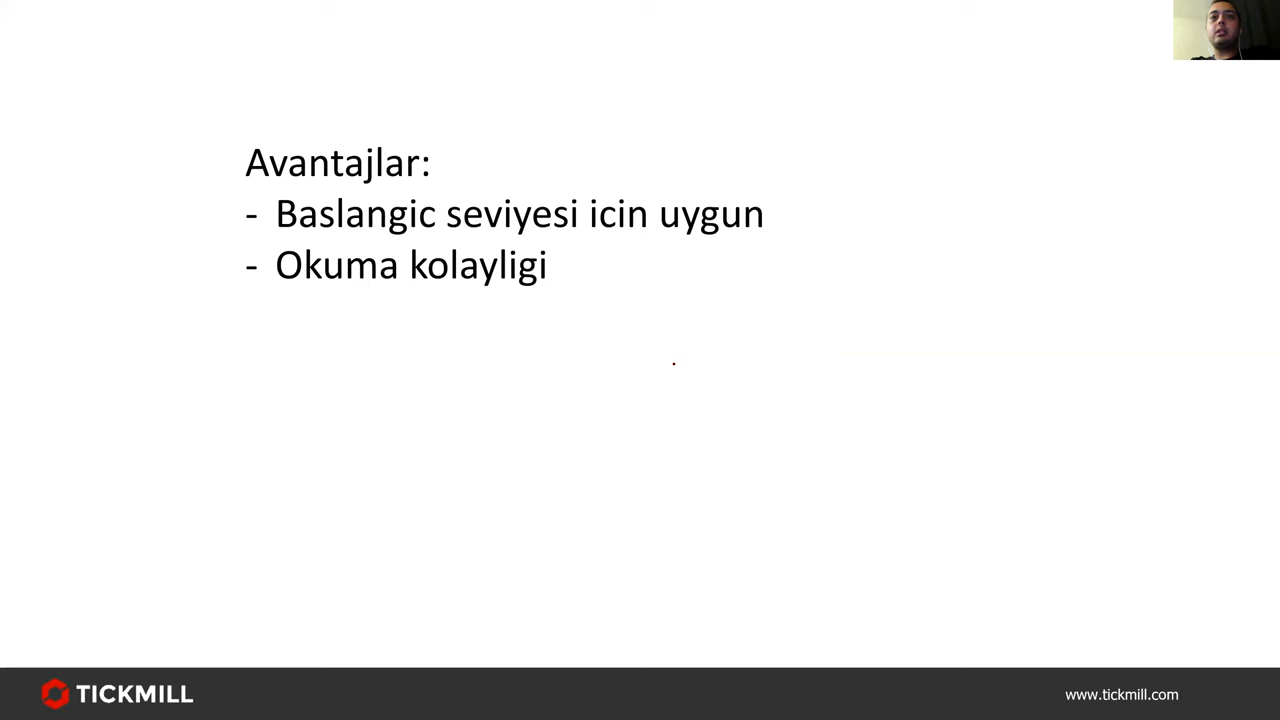 Avantajlar:
- Baslangic seviyesi icin uygun
- Okuma kolayligi
TICKMILL
www.tickmill.com